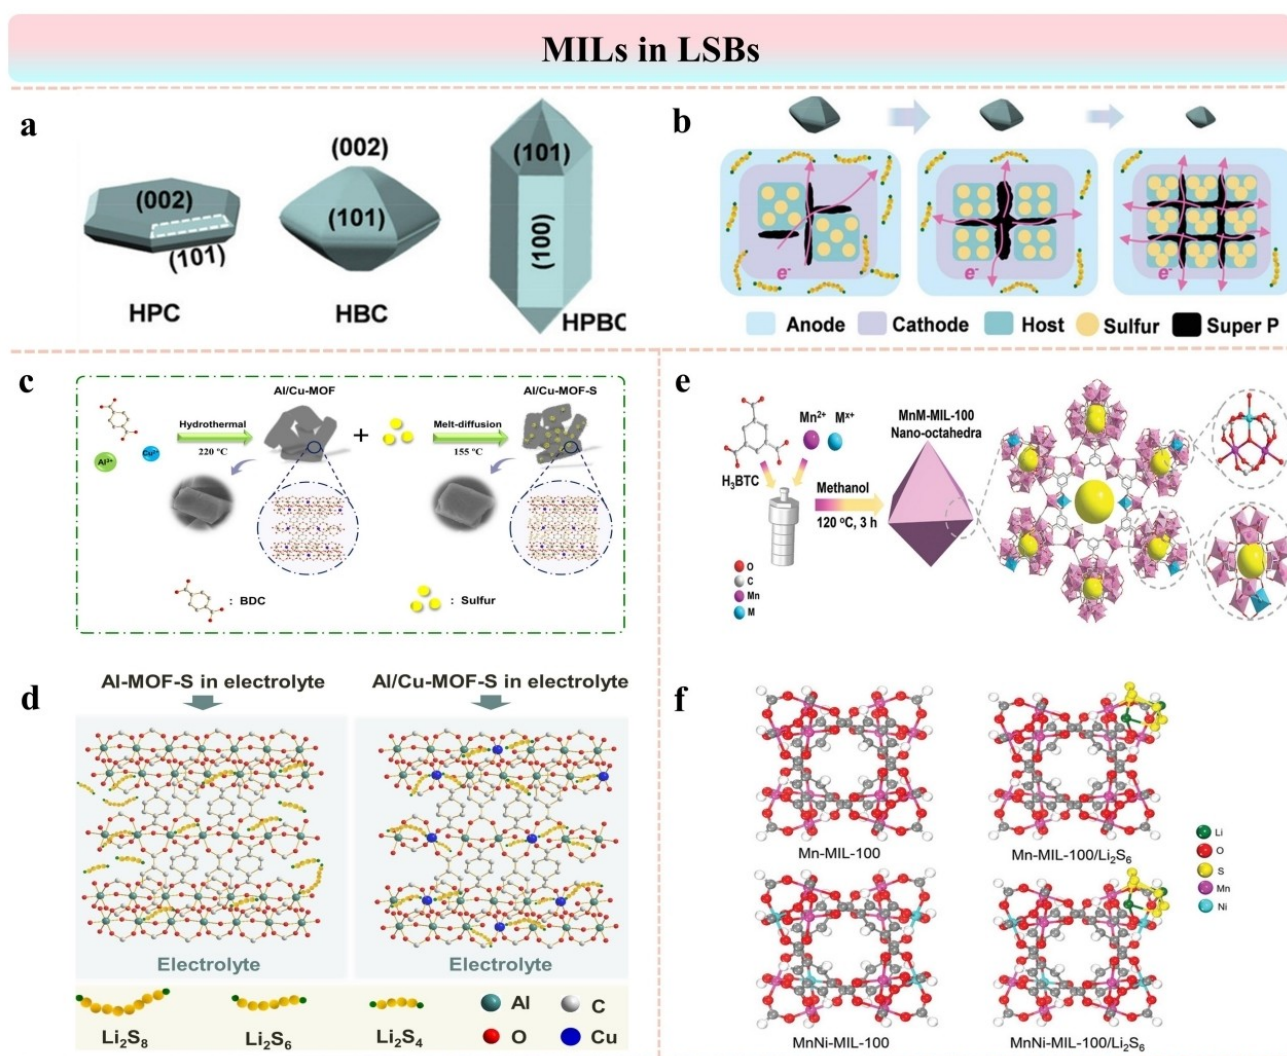 MILs in LSBs
a
(002)
(101)
HPC
(002)
(101)
HBC
(101)
(100)
HPBC
b
e-
e-
e-
Anode
Cathode
Host
Sulfur
Super P
c
Al/Cu-MOF
Al/Cu-MOF-S
Hydrothermal
220 °C
Al3+
Cu2+
+
Melt-diffusion
155 °C
: BDC
: Sulfur
d
Al-MOF-S in electrolyte
Al/Cu-MOF-S in electrolyte
Electrolyte
Electrolyte
Li2S8
Li2S6
Li2S4
Al
C
O
Cu
e
Mn2+
Mx+
H3BTC
Methanol
120 °C, 3 h
MnM-MIL-100
Nano-octahedra
O
C
Mn
M
f
Mn-MIL-100
Mn-MIL-100/Li2S6
MnNi-MIL-100
MnNi-MIL-100/Li2S6
Li
O
S
Mn
Ni